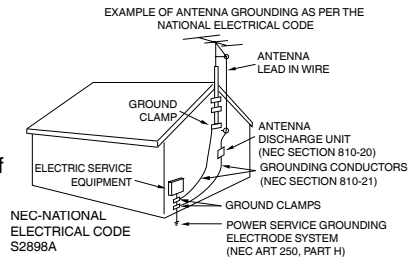 EXAMPLE OF ANTENNA GROUNDING AS PER THE
NATIONAL ELECTRICAL CODE
ANTENNA
LEAD IN WIRE
GROUND
CLAMP
ANTENNA
DISCHARGE UNIT
(NEC SECTION 810-20)
f
ELECTRIC SERVICE
EQUIPMENT
GROUNDING CONDUCTORS
(NEC SECTION 810-21)
GROUND CLAMPS
NEC-NATIONAL
ELECTRICAL CODE
S2898A
POWER SERVICE GROUNDING
ELECTRODE SYSTEM
(NEC ART 250, PART H)